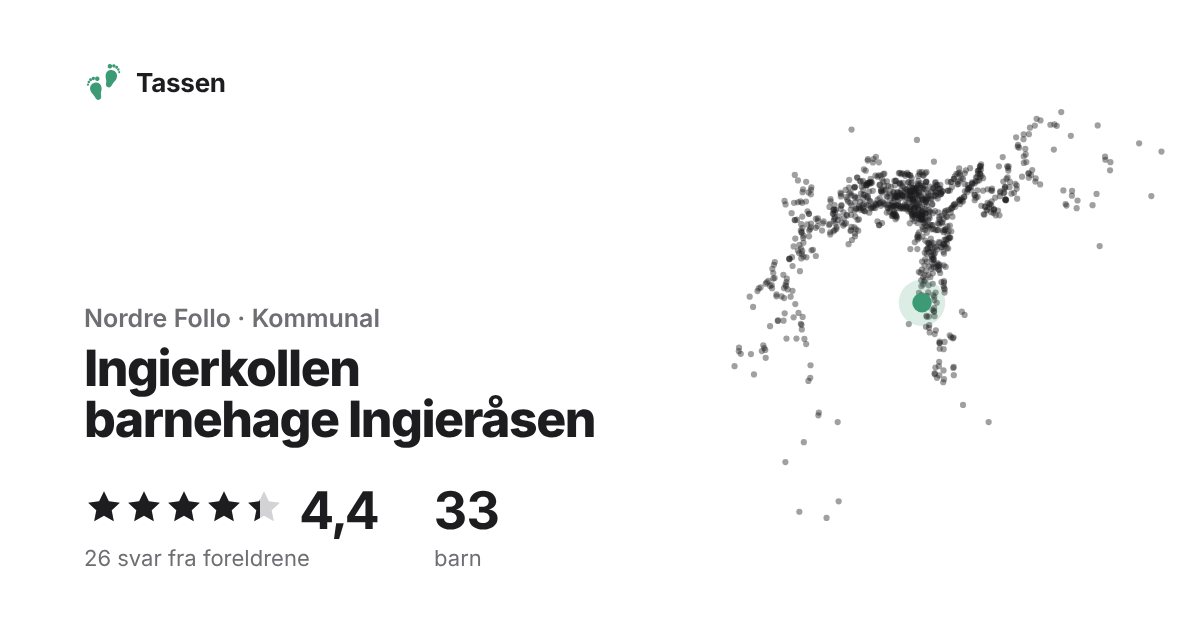 Tassen
Nordre Follo · Kommunal
Ingierkollen
barnehage Ingieråsen
4,4
33
26 svar fra foreldrene
barn